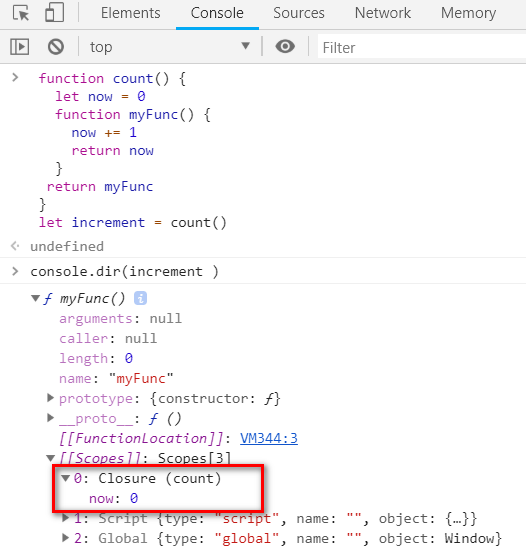 Elements Console Sources Network Memory
top Filter
> function count() {
let now = 0
function myFunc() {
now += 1
return now
}
return myFunc
}
let increment = count()
undefined
> console.dir(increment )
ƒ myFunc() i
arguments: null
caller: null
length: 0
name: "myFunc"
prototype: {constructor: ƒ}
__proto__: ƒ ()
[[FunctionLocation]]: VM344:3
[[Scopes]]: Scopes[3]
0: Closure (count)
now: 0
1: Script {type: "script", name: "", object: {…}}
2: Global {type: "global", name: "", object: Window}